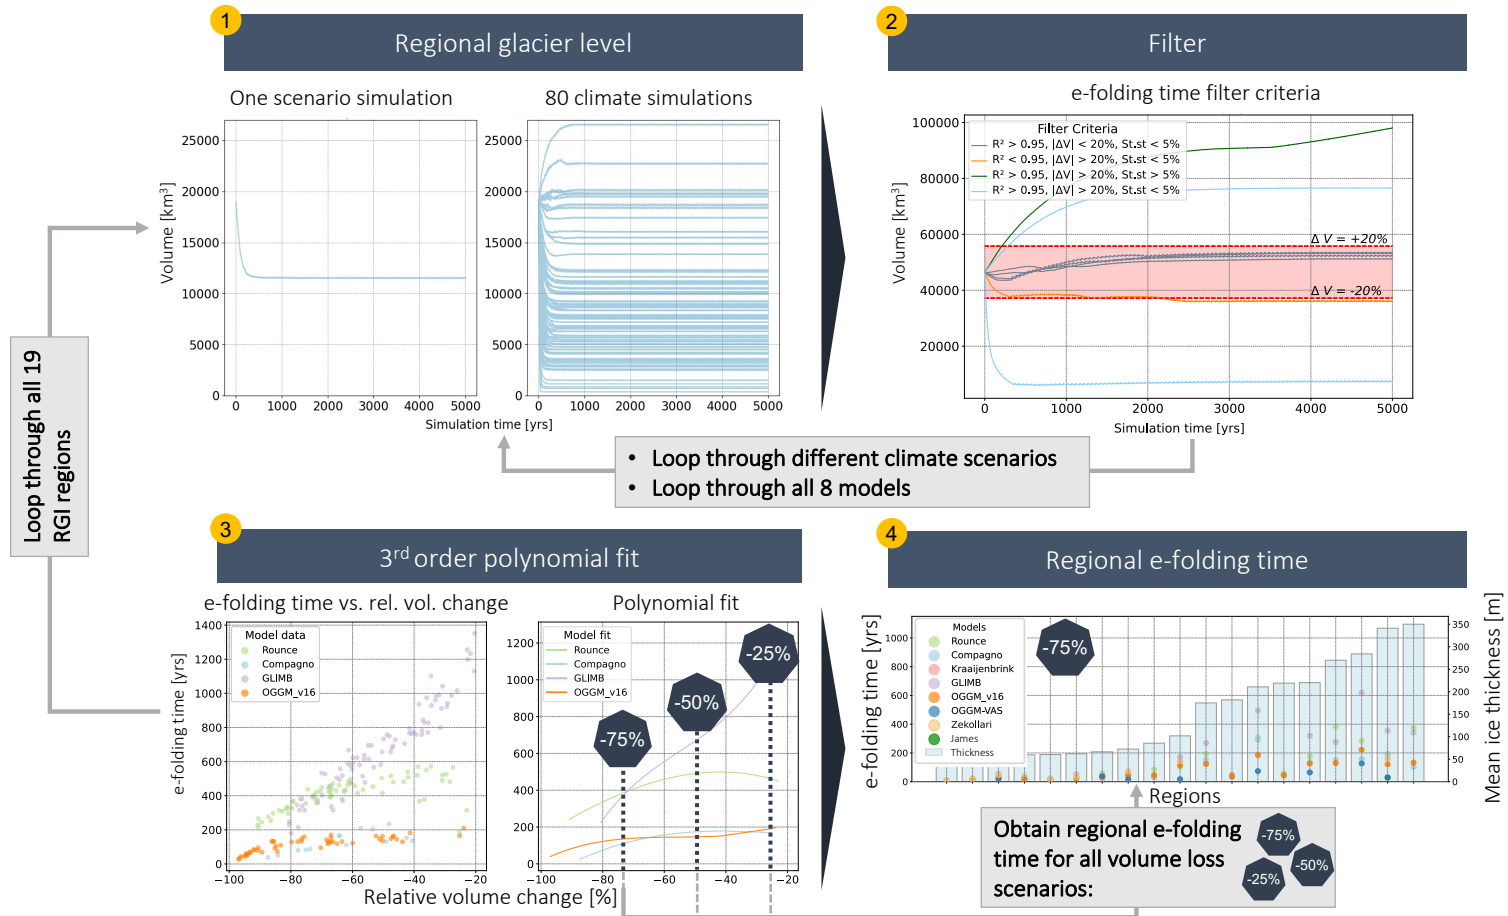 1
Regional glacier level
One scenario simulation
80 climate simulations
Volume [km³]
25000
20000
15000
10000
5000
0
0 1000 2000 3000 4000 5000
25000
20000
15000
10000
5000
0
0 1000 2000 3000 4000 5000
Simulation time [yrs]
2
Filter
e-folding time filter criteria
Volume [km³]
100000
80000
60000
40000
20000
Filter Criteria
R² > 0.95, |ΔV| < 20%, St.st < 5%
R² < 0.95, |ΔV| > 20%, St.st < 5%
R² > 0.95, |ΔV| > 20%, St.st > 5%
R² > 0.95, |ΔV| > 20%, St.st < 5%
Δ V = +20%
Δ V = -20%
0 1000 2000 3000 4000 5000
Simulation time [yrs]
• Loop through different climate scenarios
• Loop through all 8 models
Loop through all 19
RGI regions
3
3rd order polynomial fit
e-folding time vs. rel. vol. change
Polynomial fit
e-folding time [yrs]
1400
1200
1000
800
600
400
200
0
Model data
Rounce
Compagno
GLIMB
OGGM_v16
−100 −80 −60 −40 −20
1200
1000
800
600
400
200
0
Model fit
Rounce
Compagno
GLIMB
OGGM_v16
-75%
-50%
-25%
−100 −80 −60 −40 −20
Relative volume change [%]
4
Regional e-folding time
e-folding time [yrs]
1000
800
600
400
200
0
Models
Rounce
Compagno
Kraaijenbrink
GLIMB
OGGM_v16
OGGM-VAS
Zekollari
James
Thickness
-75%
350
300
250
200
150
100
50
0
Mean ice thickness [m]
Regions
Obtain regional e-folding
time for all volume loss
scenarios:
-75%
-50%
-25%